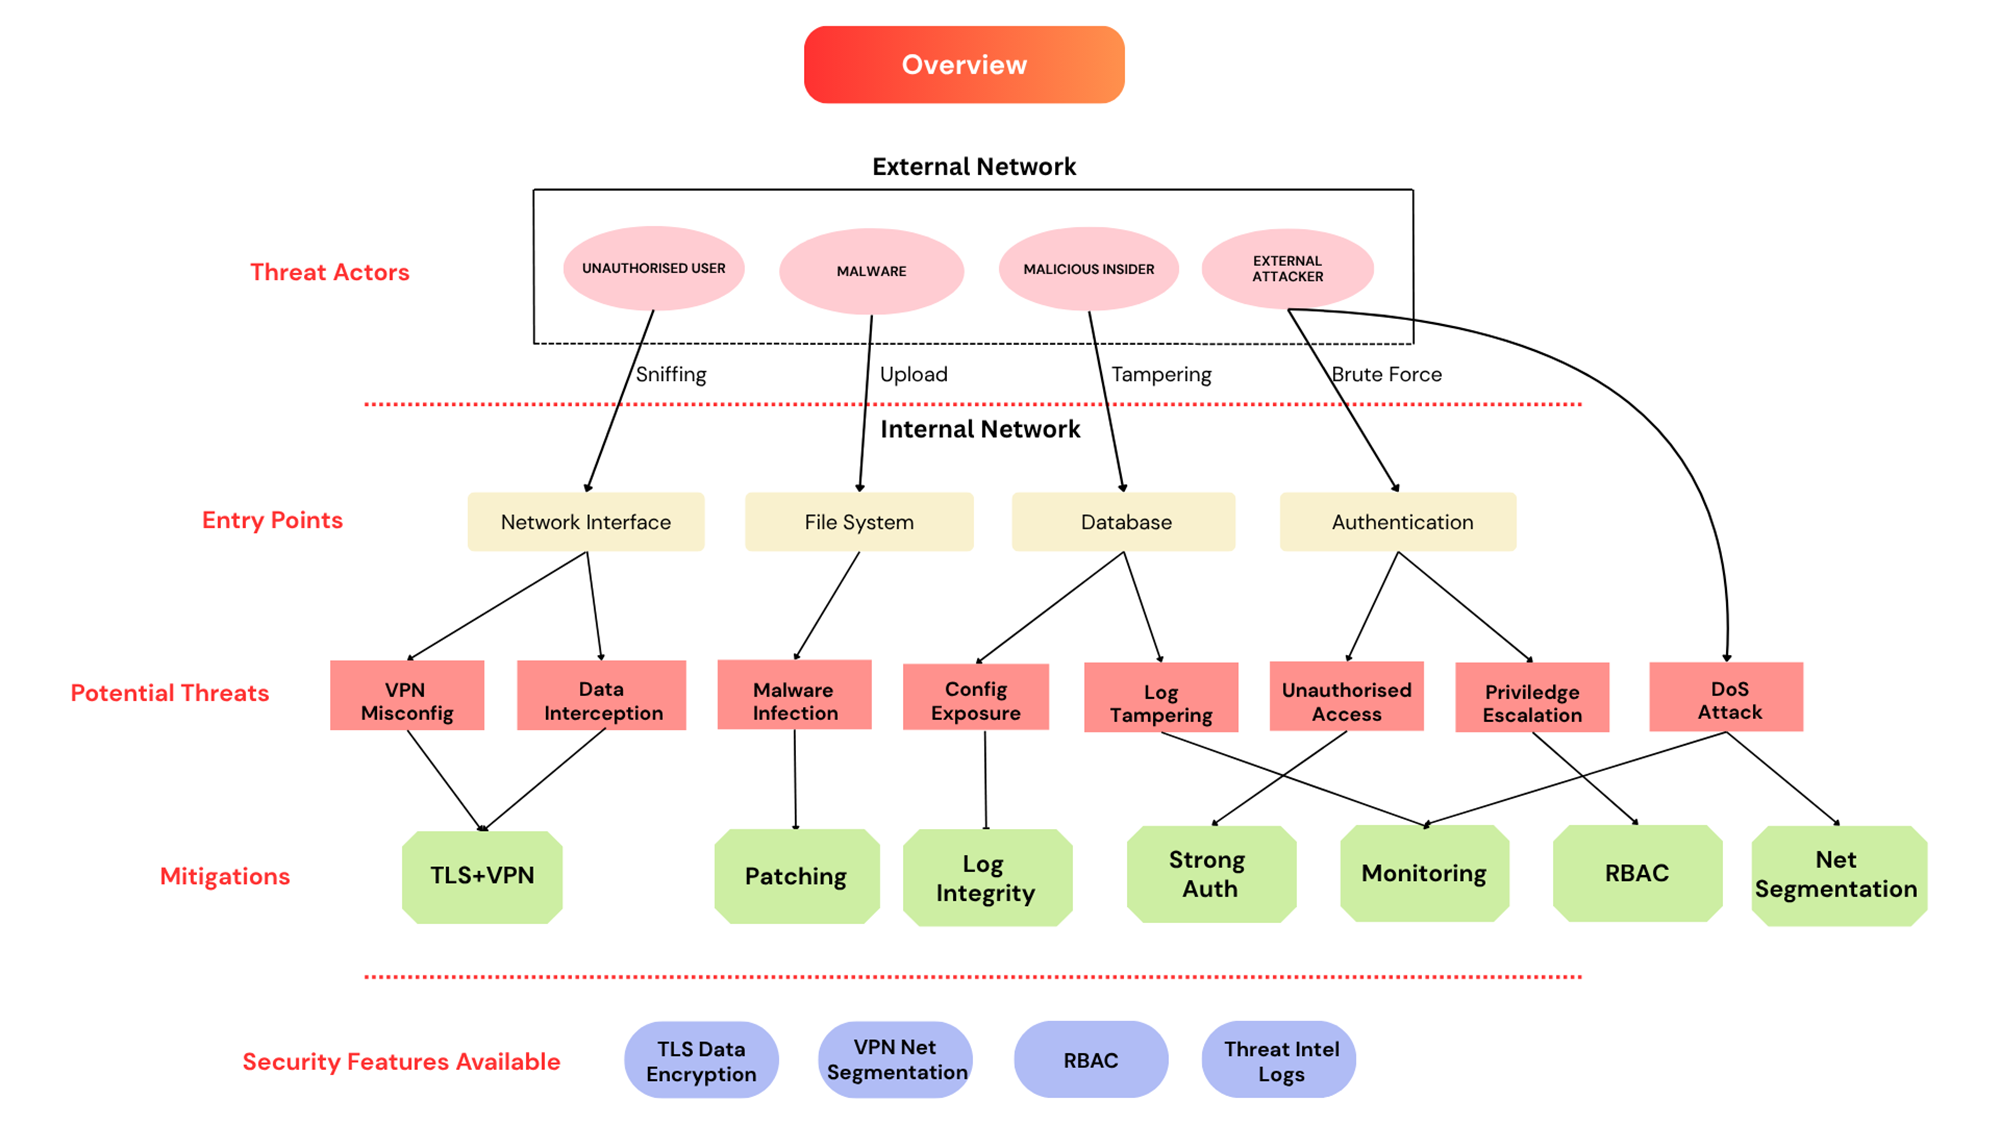 Overview
External Network
Threat Actors
UNAUTHORISED USER
MALWARE
MALICIOUS INSIDER
EXTERNAL
ATTACKER
Sniffing
Upload
Tampering
Brute Force
Internal Network
Entry Points
Network Interface
File System
Database
Authentication
Potential Threats
VPN
Misconfig
Data
Interception
Malware
Infection
Config
Exposure
Log
Tampering
Unauthorised
Access
Priviledge
Escalation
DoS
Attack
Mitigations
TLS+VPN
Patching
Log
Integrity
Strong
Auth
Monitoring
RBAC
Net
Segmentation
Security Features Available
TLS Data
Encryption
VPN Net
Segmentation
RBAC
Threat Intel
Logs